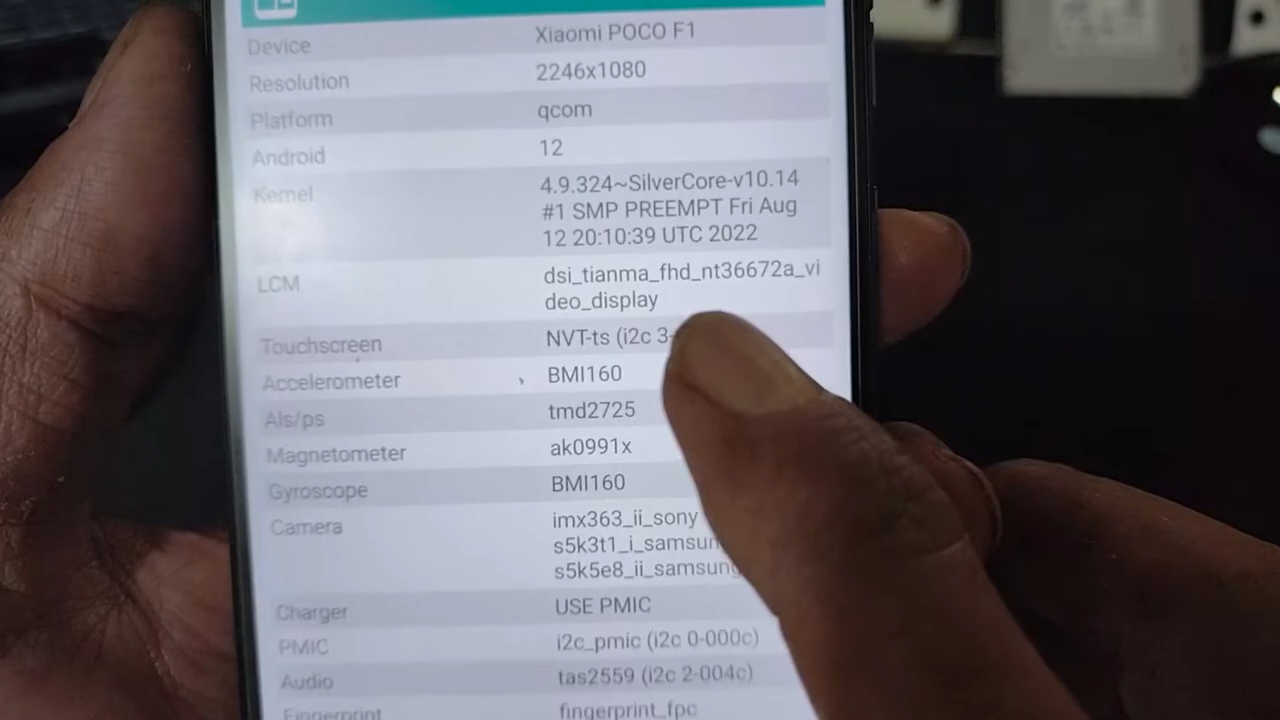 Device Xiaomi POCO F1
Resolution 2246x1080
Platform qcom
Android 12
Kernel 4.9.324~SilverCore-v10.14
#1 SMP PREEMPT Fri Aug
12 20:10:39 UTC 2022
LCM dsi_tianma_fhd_nt36672a_vi
deo_display
Touchscreen NVT-ts (i2c 3-
Accelerometer BMI160
Als/ps tmd2725
Magnetometer ak0991x
Gyroscope BMI160
Camera imx363_ii_sony
s5k3t1_i_samsun
s5k5e8_ii_samsung
Charger USE PMIC
PMIC i2c_pmic (i2c 0-000c)
Audio tas2559 (i2c 2-004c)
Fingerprint fingerprint_fpc